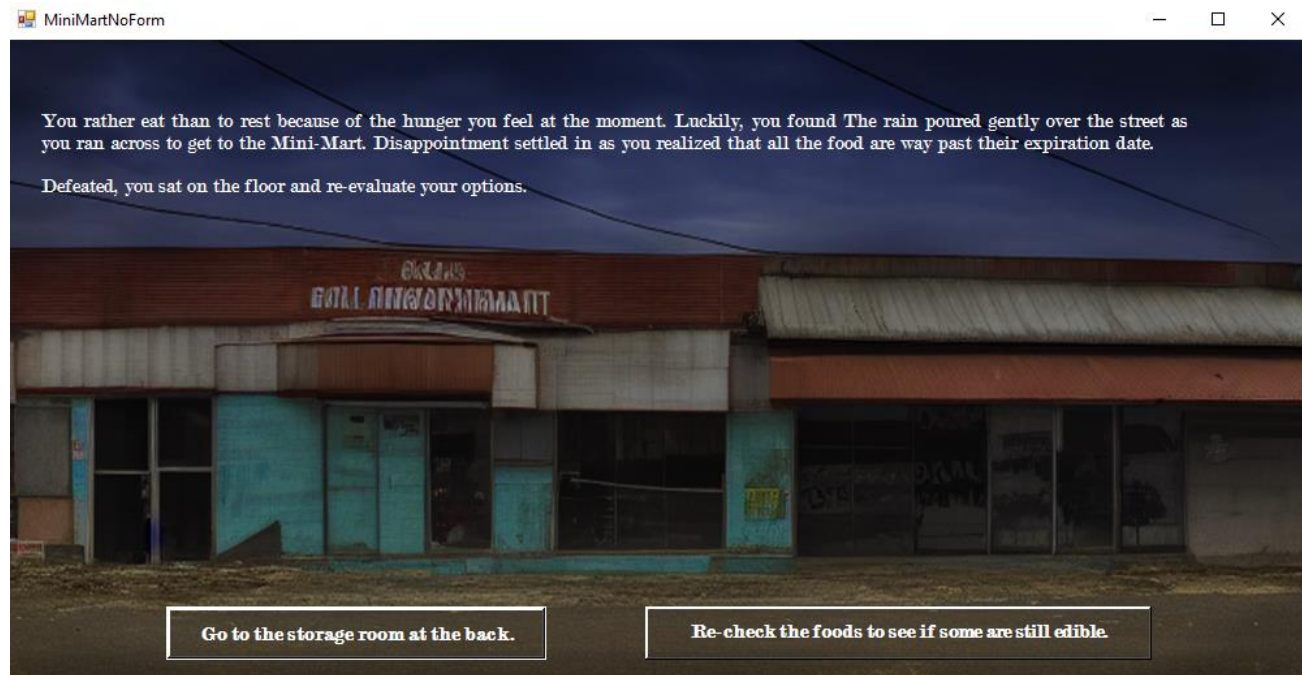 MiniMartNoForm
You rather eat than to rest because of the hunger you feel at the moment. Luckily, you found The rain poured gently over the street as
you ran across to get to the Mini-Mart. Disappointment settled in as you realized that all the food are way past their expiration date.
Defeated, you sat on the floor and re-evaluate your options.
Go to the storage room at the back.
Re-check the foods to see if some are still edible.